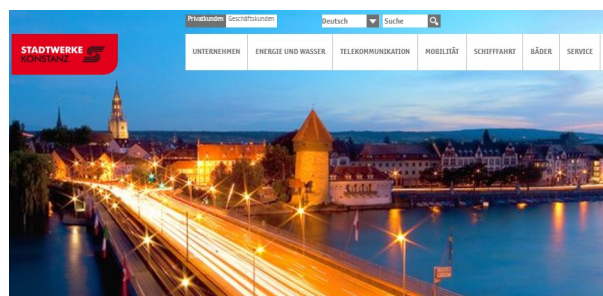 Privatkunden Geschäftskunden Deutsch Suche
STADTWERKE
KONSTANZ
UNTERNEHMEN ENERGIE UND WASSER TELEKOMMUNIKATION MOBILITÄT SCHIFFFAHRT BÄDER SERVICE